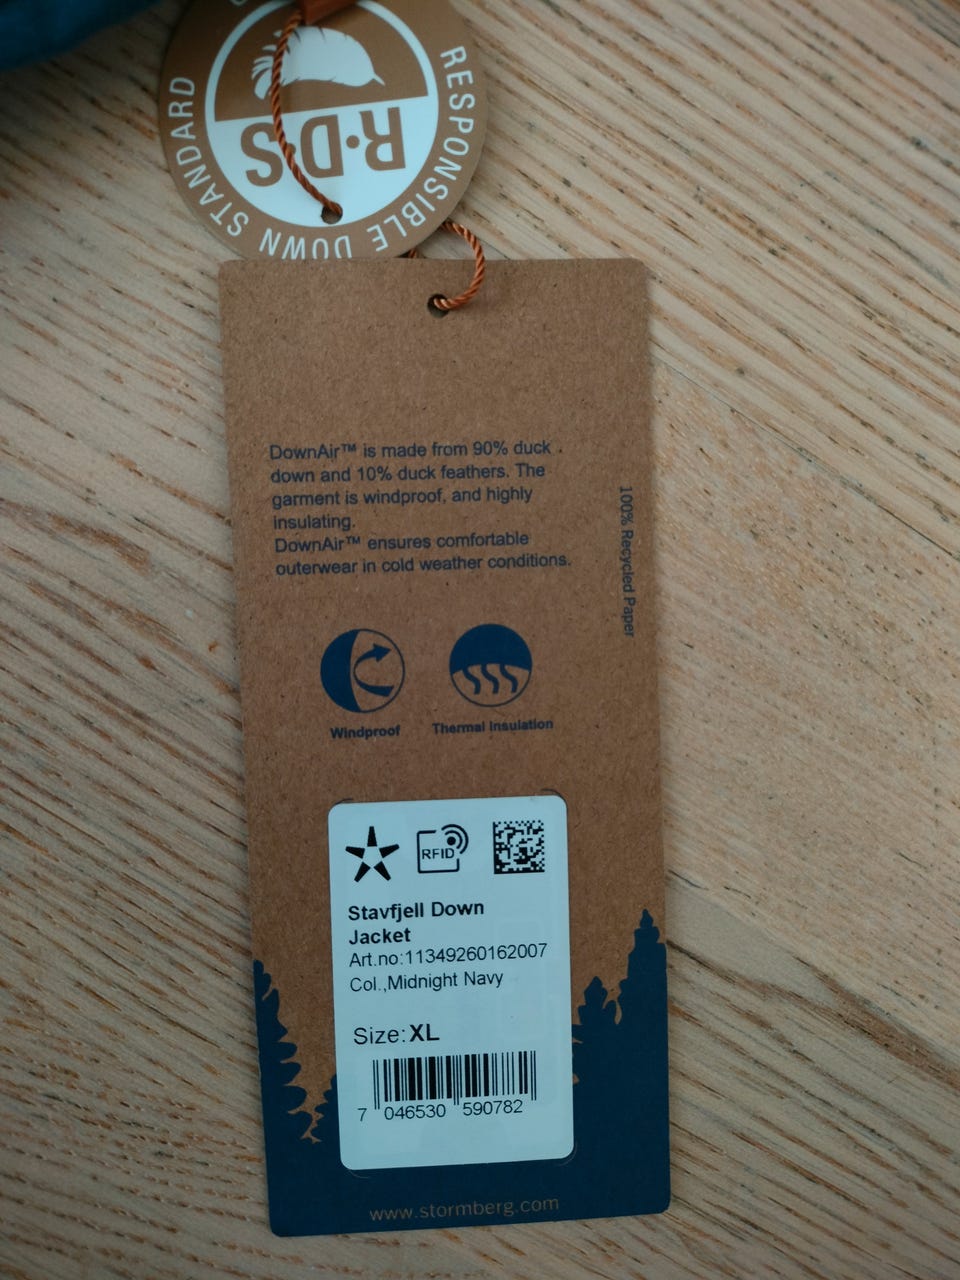 RESPONSIBLE DOWN STANDARD
R·D·S
DownAir™ is made from 90% duck
down and 10% duck feathers. The
garment is windproof, and highly
insulating.
DownAir™ ensures comfortable
outerwear in cold weather conditions.
100% Recycled Paper
Windproof
Thermal Insulation
RFID
Stavfjell Down
Jacket
Art.no:11349260162007
Col.,Midnight Navy
Size: XL
7 046530 590782
www.stormberg.com